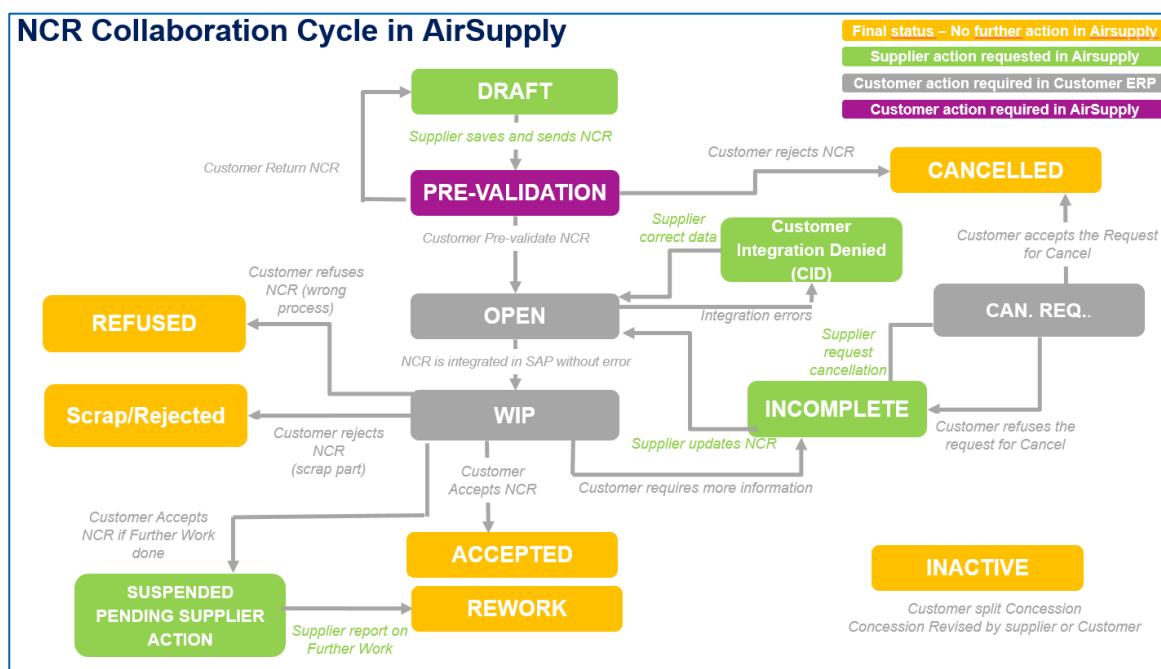 NCR Collaboration Cycle in AirSupply
Final status – No further action in Airsupply
Supplier action requested in Airsupply
Customer action required in Customer ERP
Customer action required in AirSupply
DRAFT
Supplier saves and sends NCR
Customer Return NCR
Customer rejects NCR
PRE-VALIDATION
CANCELLED
Customer Pre-validate NCR
Supplier
correct data
Customer
Integration Denied
(CID)
Customer accepts the Request
for Cancel
Customer refuses
NCR (wrong
process)
REFUSED
OPEN
Integration errors
CAN. REQ..
NCR is integrated in SAP without error
Supplier
request
cancellation
Scrap/Rejected
WIP
INCOMPLETE
Customer rejects
NCR
(scrap part)
Supplier updates NCR
Customer refuses the
request for Cancel
Customer
Accepts NCR
Customer requires more information
Customer Accepts
NCR if Further Work
done
ACCEPTED
INACTIVE
SUSPENDED
PENDING SUPPLIER
ACTION
REWORK
Supplier report on
Further Work
Customer split Concession
Concession Revised by supplier or Customer